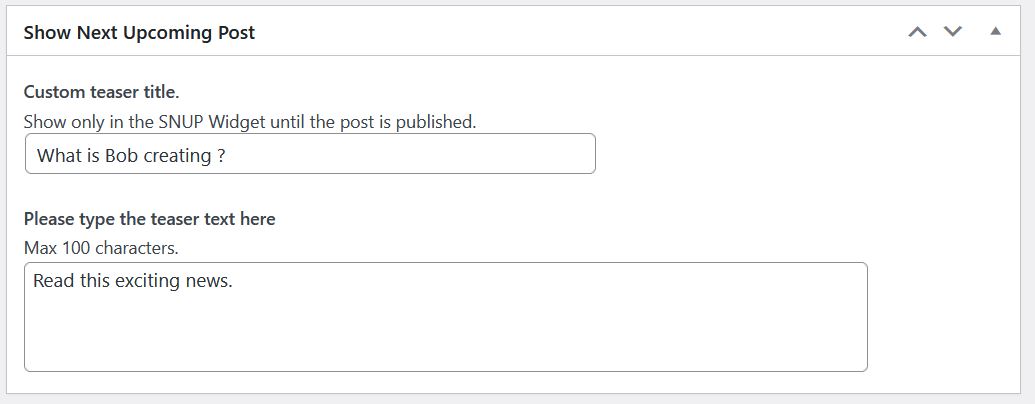 Show Next Upcoming Post
Custom teaser title.
Show only in the SNUP Widget until the post is published.
What is Bob creating ?
Please type the teaser text here
Max 100 characters.
Read this exciting news.